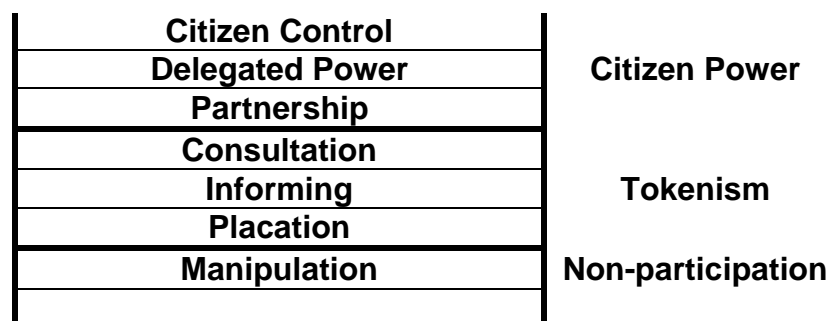 Citizen Control
Delegated Power Citizen Power
Partnership
Consultation
Informing Tokenism
Placation
Manipulation Non-participation